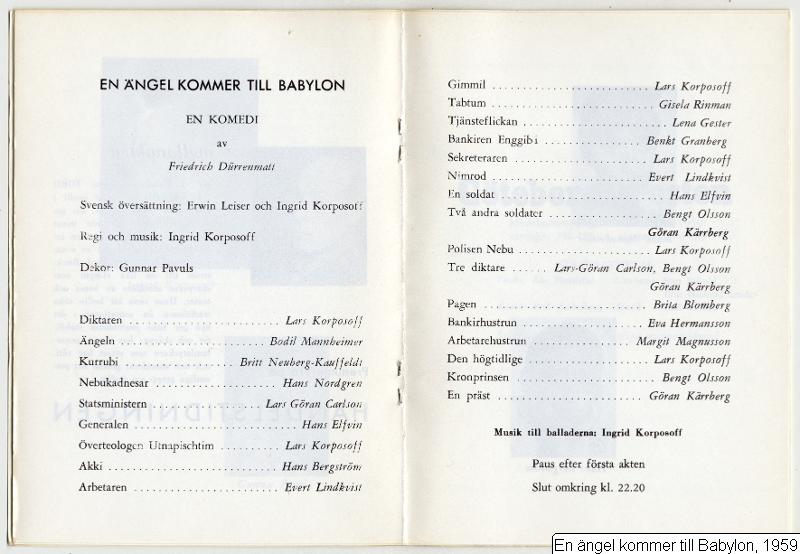 EN ÄNGEL KOMMER TILL BABYLON
EN KOMEDI
av
Friedrich Dürrenmatt
Svensk översättning: Erwin Leiser och Ingrid Korposoff
Regi och musik: Ingrid Korposoff
Dekor: Gunnar Pavuls
Diktaren .......................... Lars Korposoff
Ängeln ........................ Bodil Mannheimer
Kurrubi .................. Britt Neuberg-Kauffeldt
Nebukadnesar ...................... Hans Nordgren
Statsministern .................. Lars Göran Carlson
Generalen ........................... Hans Elfvin
Överteologen Utnapischtim .......... Lars Korposoff
Akki .............................. Hans Bergström
Arbetaren ........................ Evert Lindkvist
Gimmil .......................... Lars Korposoff
Tabtum .......................... Gisela Rinman
Tjänsteflickan ...................... Lena Gester
Bankiren Enggibi ................ Benkt Granberg
Sekreteraren ...................... Lars Korposoff
Nimrod ........................ Evert Lindkvist
En soldat .......................... Hans Elfvin
Två andra soldater .................. Bengt Olsson
Göran Kärrberg
Polisen Nebu ...................... Lars Korposoff
Tre diktare ...... Lars-Göran Carlson, Bengt Olsson
Göran Kärrberg
Pagen ............................ Brita Blomberg
Bankirhustrun .................... Eva Hermansson
Arbetarehustrun .................. Margit Magnusson
Den högtidlige .................... Lars Korposoff
Kronprinsen ...................... Bengt Olsson
En präst ........................ Göran Kärrberg
Musik till balladerna: Ingrid Korposoff
Paus efter första akten
Slut omkring kl. 22.20
En ängel kommer till Babylon, 1959